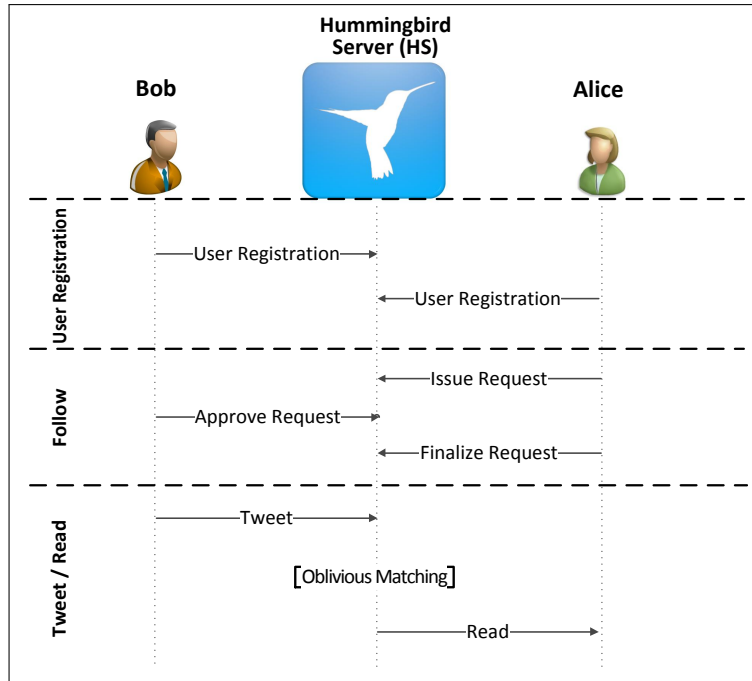 Hummingbird
Server (HS)
Bob
Alice
User Registration
User Registration
User Registration
Follow
Issue Request
Approve Request
Finalize Request
Tweet / Read
Tweet
[Oblivious Matching]
Read